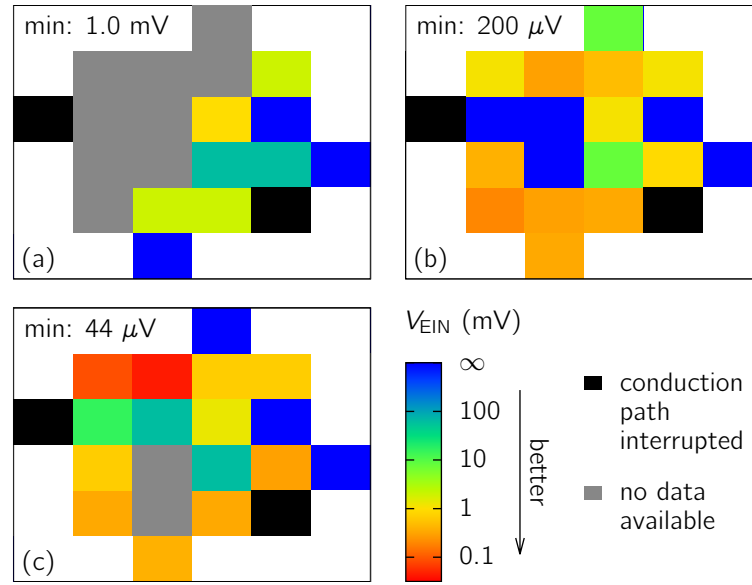 min: 1.0 mV
(a)
min: 200 μV
(b)
min: 44 μV
(c)
V_EIN (mV)
∞
100
10
1
0.1
better
conduction
path
interrupted
no data
available